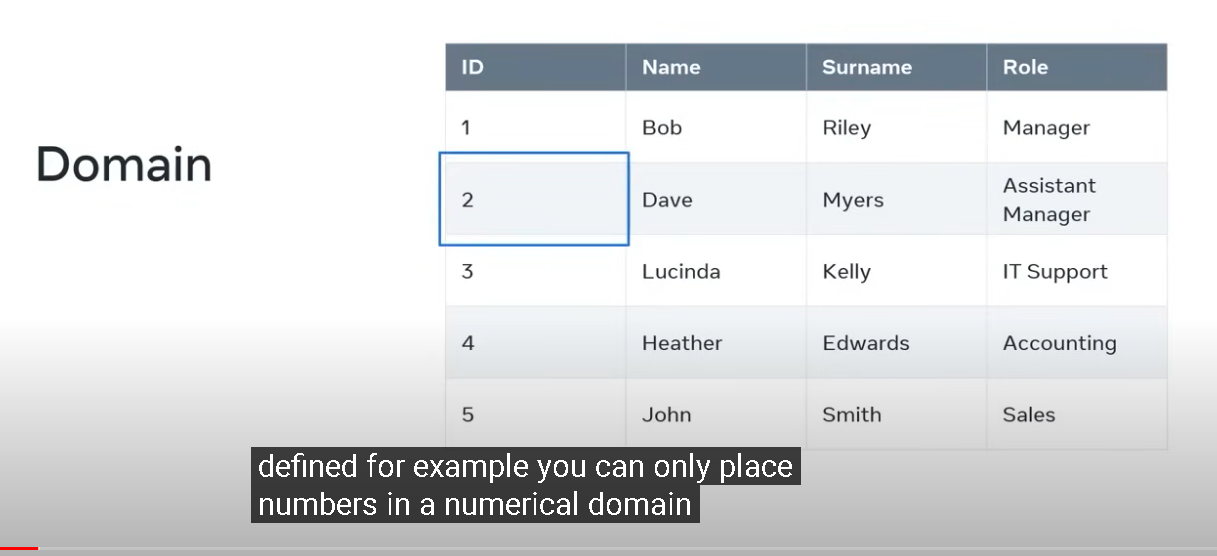 Domain
ID Name Surname Role
1 Bob Riley Manager
2 Dave Myers Assistant Manager
3 Lucinda Kelly IT Support
4 Heather Edwards Accounting
5 John Smith Sales
defined for example you can only place
numbers in a numerical domain